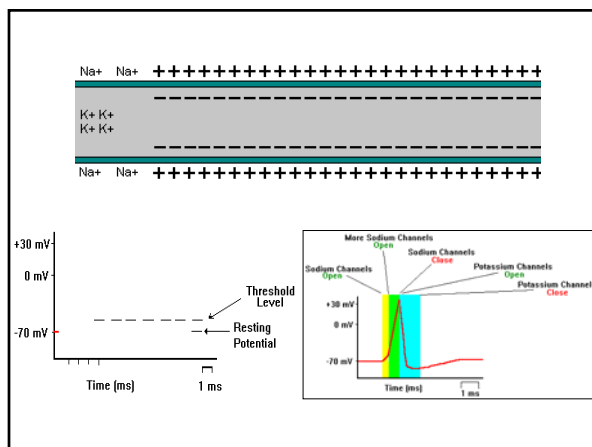 Na+ Na+
+ + + + + + + + + + + + + + + + + + + + + + + + +
K+ K+
K+ K+
Na+ Na+
+ + + + + + + + + + + + + + + + + + + + + + + + +
+30 mV
0 mV
-70 mV
Threshold
Level
Resting
Potential
Time (ms)
1 ms
More Sodium Channels
Open
Sodium Channels
Open
Sodium Channels
Close
Potassium Channels
Open
Potassium Channels
Close
+30 mV
0 mV
-70 mV
Time (ms)
1 ms